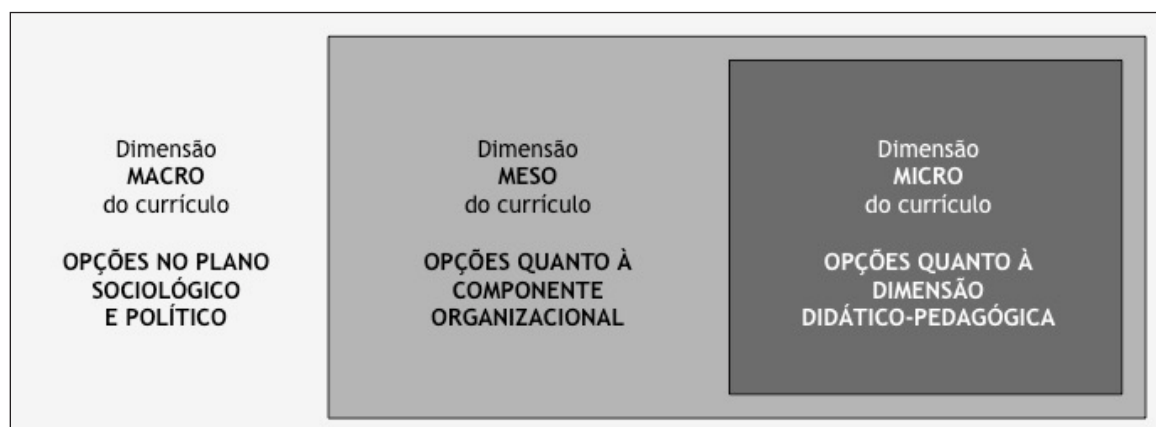 Dimensão
MACRO
do currículo
OPÇÕES NO PLANO
SOCIOLÓGICO
E POLÍTICO
Dimensão
MESO
do currículo
OPÇÕES QUANTO À
COMPONENTE
ORGANIZACIONAL
Dimensão
MICRO
do currículo
OPÇÕES QUANTO À
DIMENSÃO
DIDÁTICO-PEDAGÓGICA